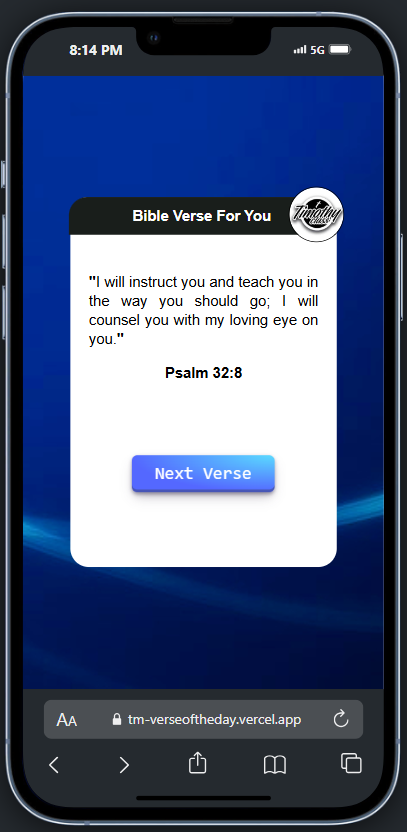 8:14 PM 5G
Bible Verse For You
Timothy
"I will instruct you and teach you in
the way you should go; I will
counsel you with my loving eye on
you."
Psalm 32:8
Next Verse
AA tm-verseoftheday.vercel.app